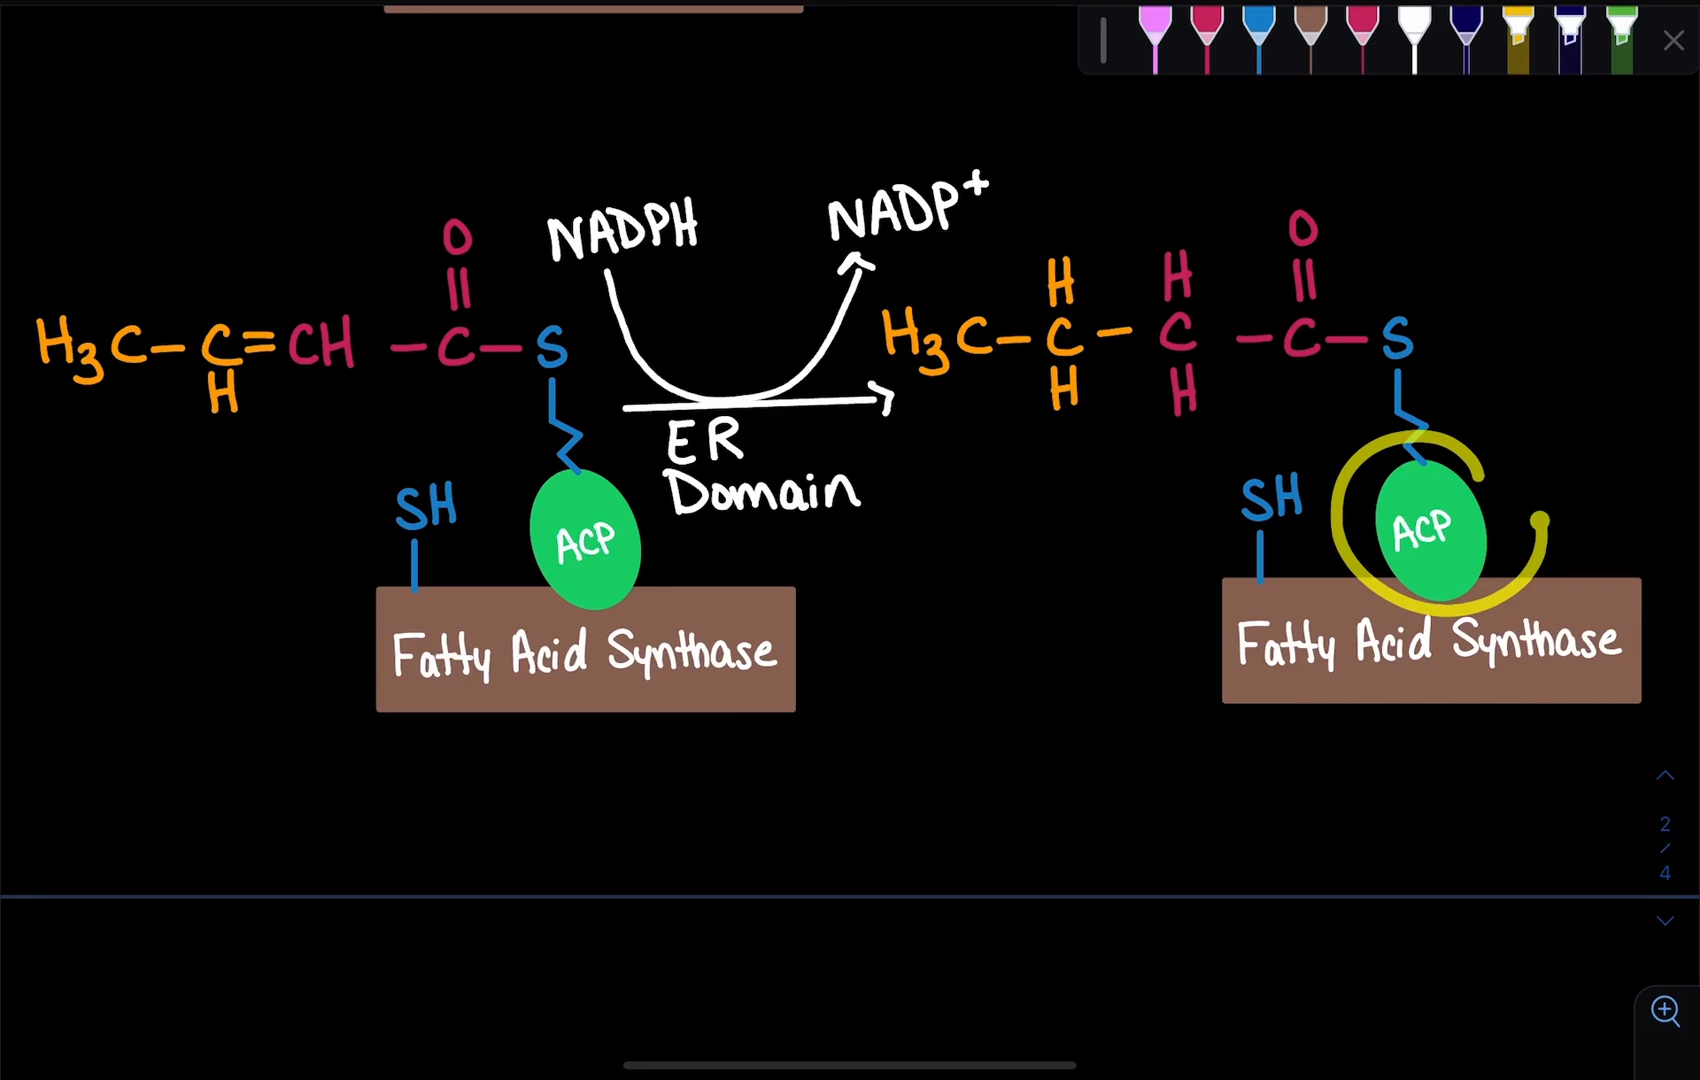 NADPH
NADP+
O
H₃C-C=CH-C-S
H
ER
Domain
SH
ACP
Fatty Acid Synthase
O
H H
H₃C-C-C-C-S
H H
SH
ACP
Fatty Acid Synthase
2
/
4